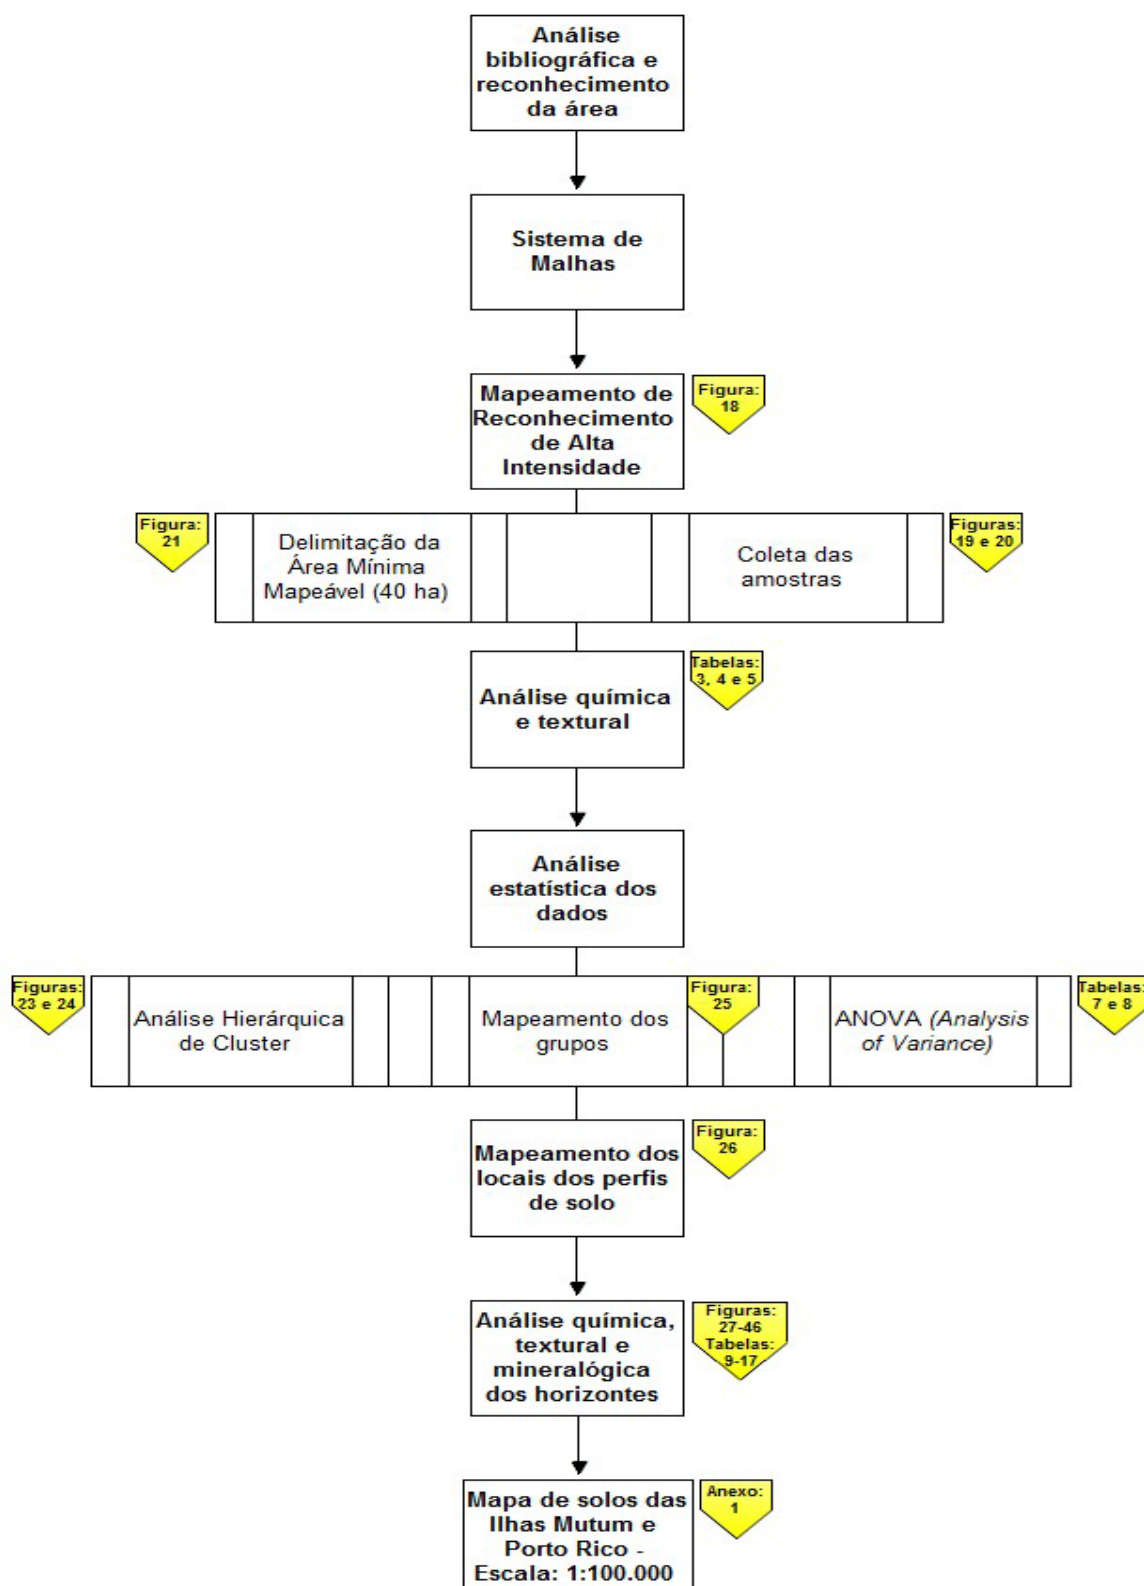 Análise
bibliográfica e
reconhecimento
da área
Sistema de
Malhas
Mapeamento de
Reconhecimento
de Alta
Intensidade
Figura:
18
Figura:
21
Delimitação da
Área Mínima
Mapeável (40 ha)
Coleta das
amostras
Figuras:
19 e 20
Análise química
e textural
Tabelas:
3, 4 e 5
Análise
estatística dos
dados
Figuras:
23 e 24
Análise Hierárquica
de Cluster
Mapeamento dos
grupos
Figura:
25
ANOVA (Analysis
of Variance)
Tabelas:
7 e 8
Mapeamento dos
locais dos perfis
de solo
Figura:
26
Análise química,
textural e
mineralógica
dos horizontes
Figuras:
27-46
Tabelas:
9-17
Mapa de solos das
Ilhas Mutum e
Porto Rico -
Escala: 1:100.000
Anexo:
1